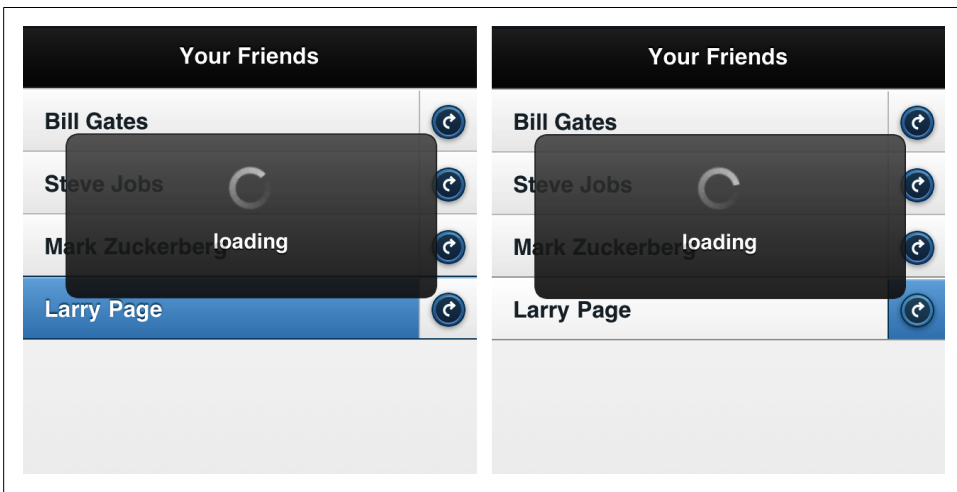 Your Friends
Bill Gates
Steve Jobs
Mark Zuckerberg
loading
Larry Page
Your Friends
Bill Gates
Steve Jobs
Mark Zuckerberg
loading
Larry Page